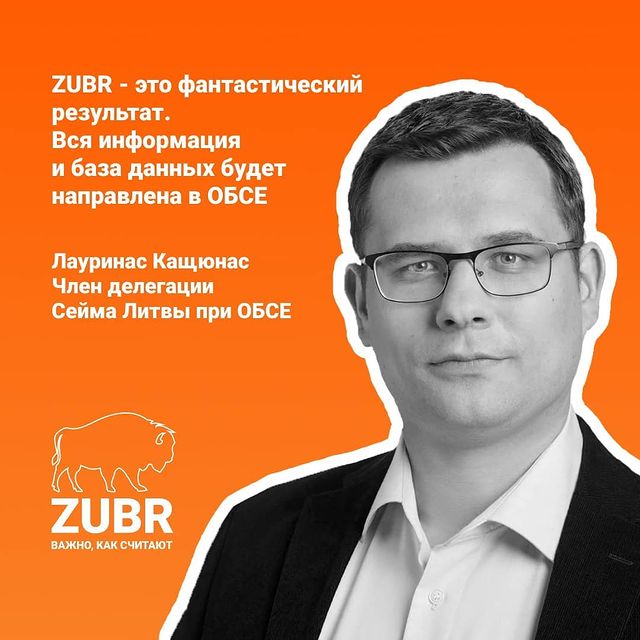 ZUBR - это фантастический
результат.
Вся информация
и база данных будет
направлена в ОБСЕ
Лауринас Кащюнас
Член делегации
Сейма Литвы при ОБСЕ
ZUBR
ВАЖНО, КАК СЧИТАЮТ